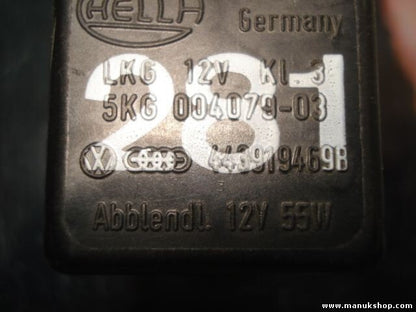 HELLA
Germany
281
LKG 12V Kl. 3
5KG 004079-03
443919469B
Abblendl. 12V 55W
www.manukshop.com